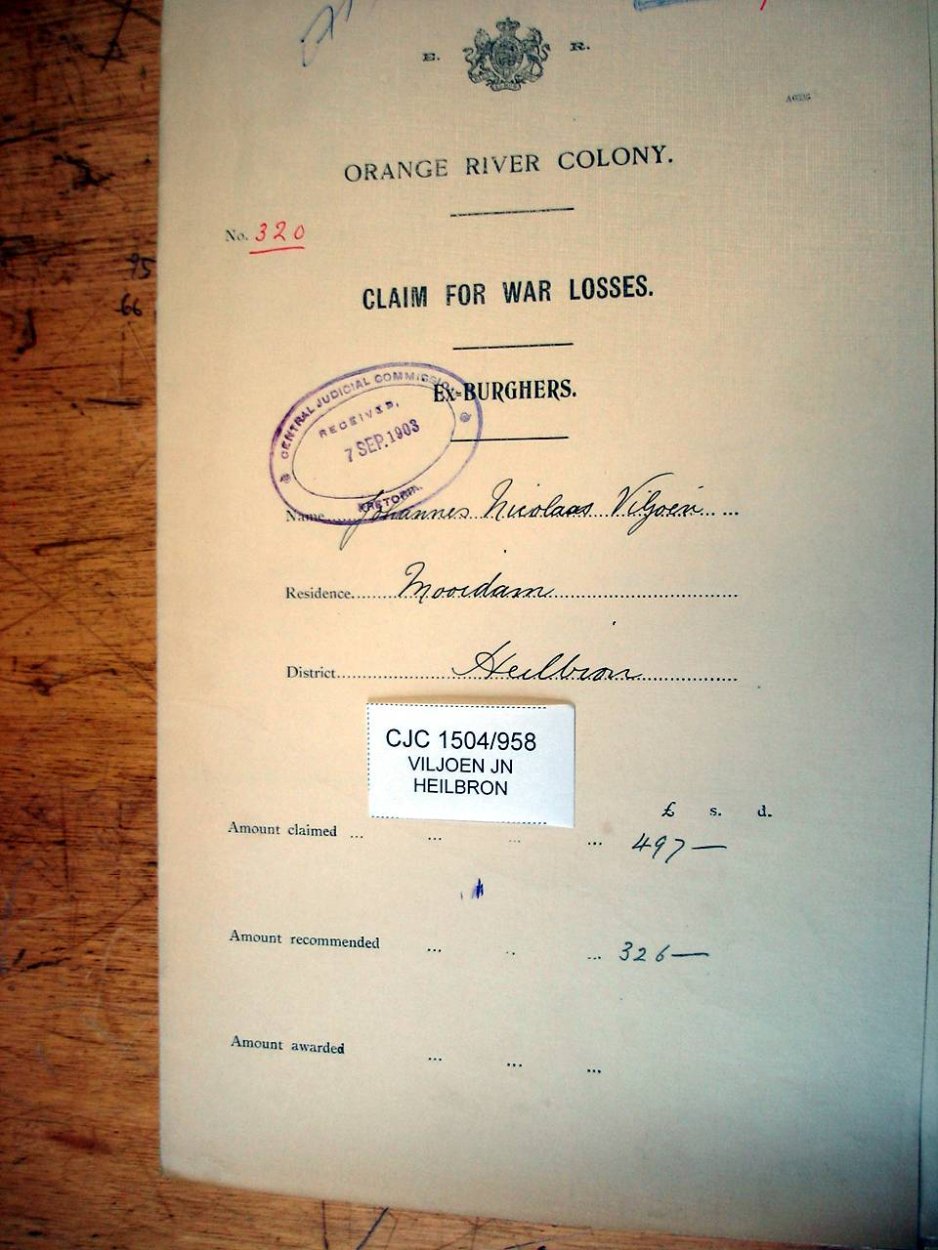 E. R.
ORANGE RIVER COLONY.
No. 320
CLAIM FOR WAR LOSSES.
EX-BURGHERS.
CENTRAL JUDICIAL COMMISSION
RECEIVED,
7 SEP. 1903
PRETORIA.
Name..... Johannes Nicolaas Viljoen ... ...
Residence..... Mooidam .....
District..... Heilbron .....
CJC 1504/958
VILJOEN JN
HEILBRON
£ s. d.
Amount claimed ... ... ... ... 497 —
Amount recommended ... .. ... 326 —
Amount awarded ... ... ...
95
66